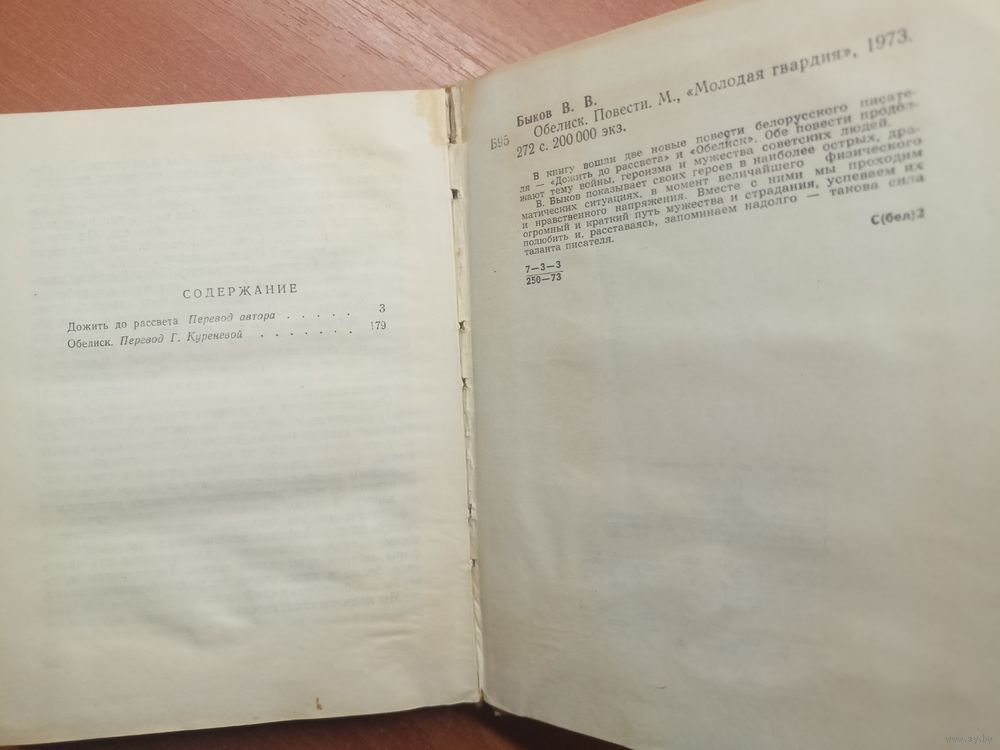 СОДЕРЖАНИЕ
Дожить до рассвета. Перевод автора . . . . . 3
Обелиск. Перевод Г. Куреневой . . . . . . . 179
Быков В. В.
Б95 Обелиск. Повести. М., «Молодая гвардия», 1973.
272 с. 200 000 экз.
В книгу вошли две новые повести белорусского писате-
ля — «Дожить до рассвета» и «Обелиск». Обе повести продол-
жают тему войны, героизма и мужества советских людей.
В. Быков показывает своих героев в наиболее острых, дра-
матических ситуациях, в момент величайшего физического
и нравственного напряжения. Вместе с ними мы проходим
огромный и краткий путь мужества и страдания, успеваем их
полюбить и, расставаясь, запоминаем надолго — такова сила
таланта писателя.
7—3—3
250—73
С(бел)2
www.ay.by